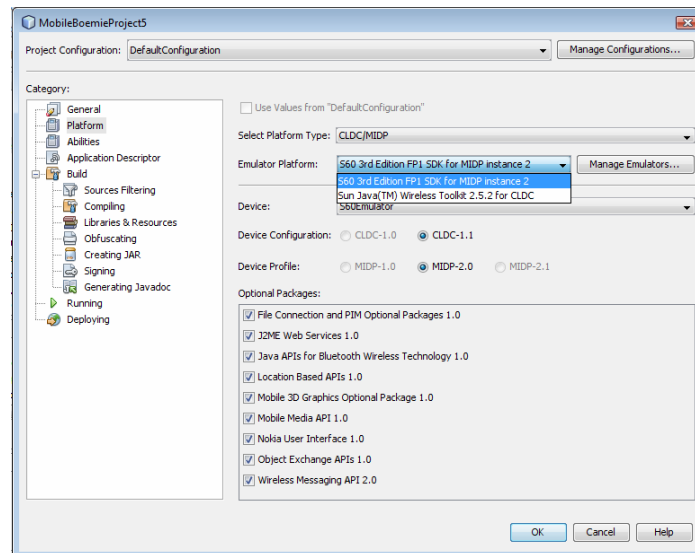 MobileBoemieProject5
Project Configuration: DefaultConfiguration Manage Configurations...
Category:
General
Platform
Abilities
Application Descriptor
Build
Sources Filtering
Compiling
Libraries & Resources
Obfuscating
Creating JAR
Signing
Generating Javadoc
Running
Deploying
Use Values from "DefaultConfiguration"
Select Platform Type: CLDC/MIDP
Emulator Platform: S60 3rd Edition FP1 SDK for MIDP instance 2 Manage Emulators...
S60 3rd Edition FP1 SDK for MIDP instance 2
Sun Java(TM) Wireless Toolkit 2.5.2 for CLDC
Device: S60Emulator
Device Configuration: CLDC-1.0 CLDC-1.1
Device Profile: MIDP-1.0 MIDP-2.0 MIDP-2.1
Optional Packages:
File Connection and PIM Optional Packages 1.0
J2ME Web Services 1.0
Java APIs for Bluetooth Wireless Technology 1.0
Location Based APIs 1.0
Mobile 3D Graphics Optional Package 1.0
Mobile Media API 1.0
Nokia User Interface 1.0
Object Exchange APIs 1.0
Wireless Messaging API 2.0
OK Cancel Help